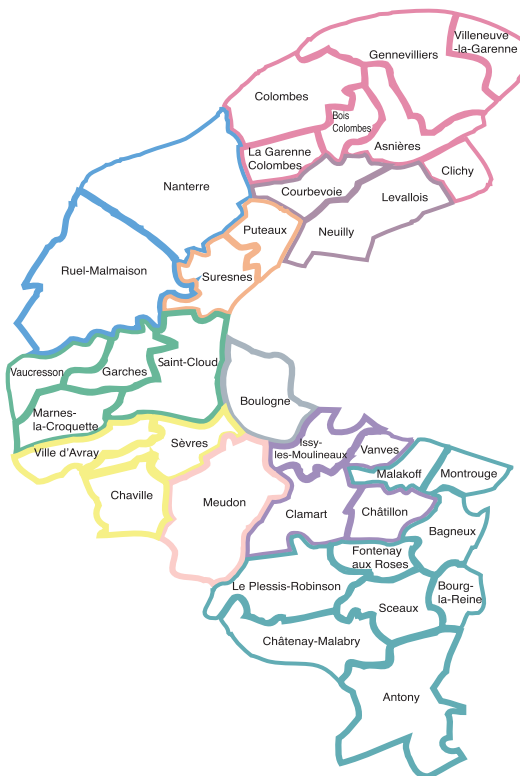 Villeneuve
-la-Garenne
Gennevilliers
Colombes
Bois
Colombes
Asnières
La Garenne
Colombes
Clichy
Nanterre
Courbevoie
Levallois
Puteaux
Neuilly
Ruel-Malmaison
Suresnes
Saint-Cloud
Vaucresson
Garches
Boulogne
Marnes-
la-Croquette
Sèvres
Issy-
les-Moulineaux
Vanves
Ville d'Avray
Malakoff
Montrouge
Chaville
Meudon
Clamart
Châtillon
Bagneux
Fontenay
aux Roses
Le Plessis-Robinson
Bourg-
la-Reine
Sceaux
Châtenay-Malabry
Antony